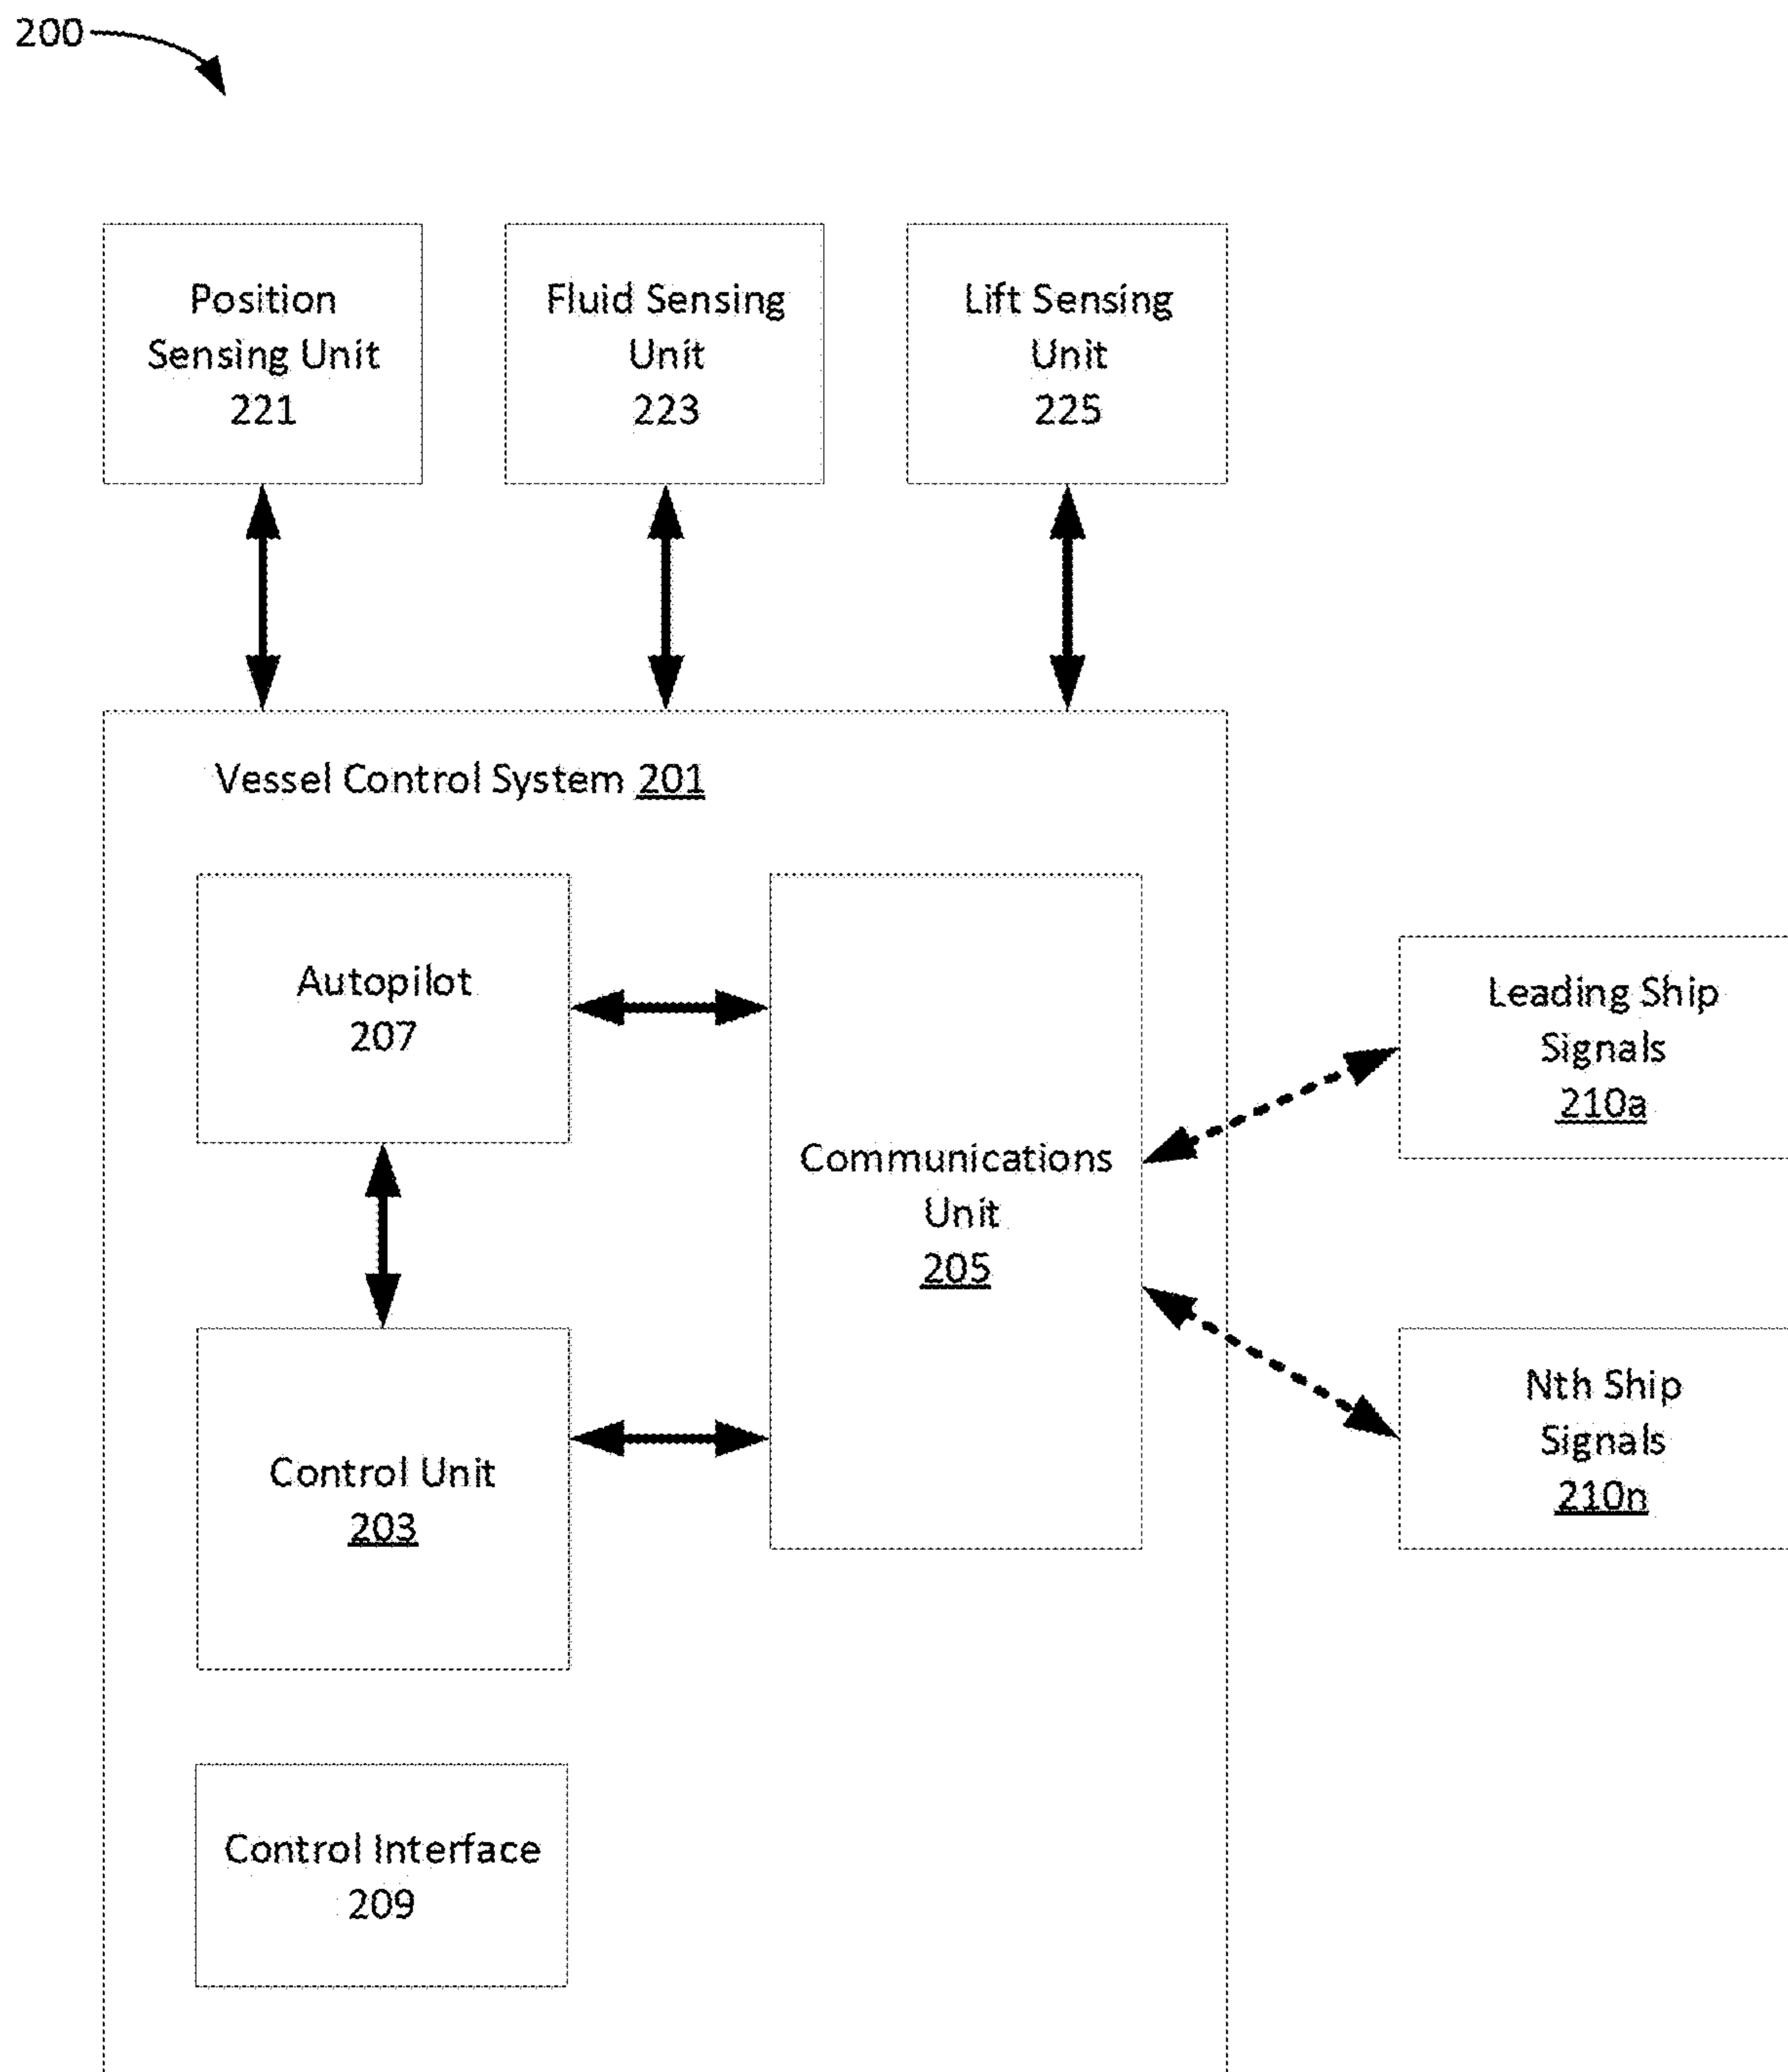 200
Position
Sensing Unit
221
Fluid Sensing
Unit
223
Lift Sensing
Unit
225
Vessel Control System 201
Autopilot
207
Communications
Unit
205
Leading Ship
Signals
210a
Control Unit
203
Nth Ship
Signals
210n
Control Interface
209